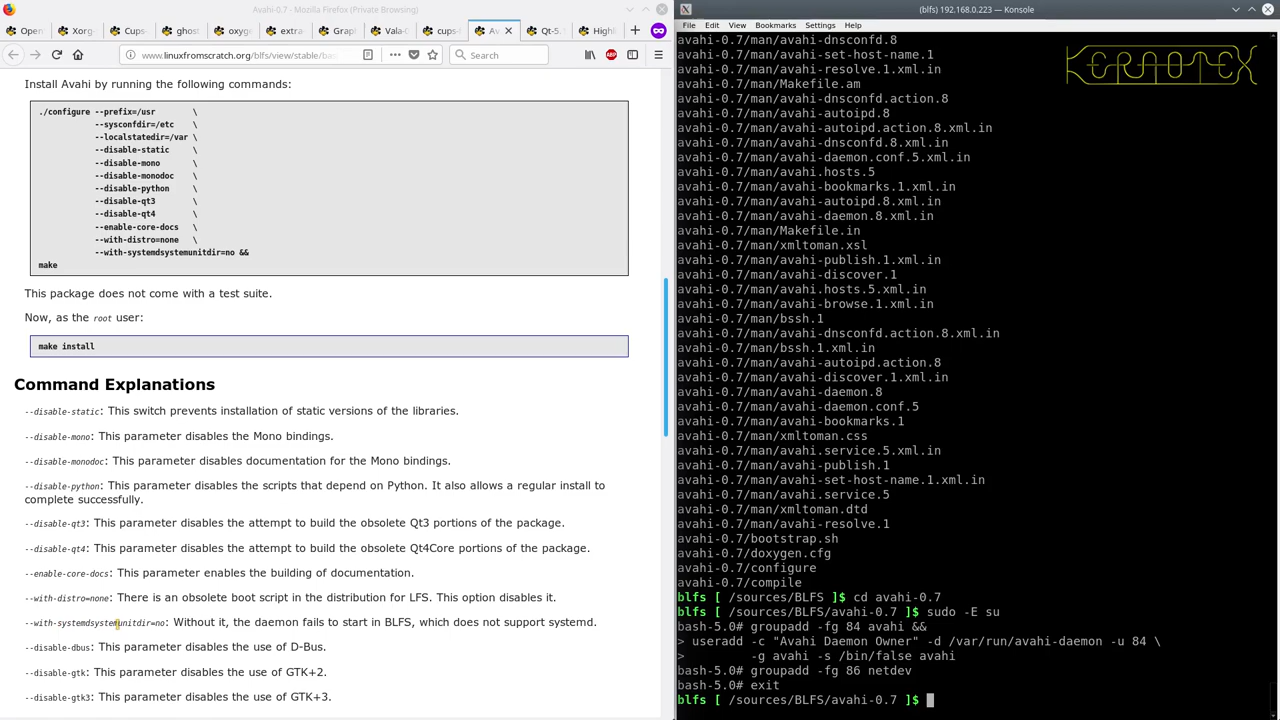 Avahi-0.7 - Mozilla Firefox (Private Browsing)
Open
Xorg-
Cups-
ghost
oxyge
extra-
Graph
Vala-0
cups-f
Av
Qt-5.
Highl
www.linuxfromscratch.org/blfs/view/stable/bas
Search
Install Avahi by running the following commands:
./configure --prefix=/usr \
--sysconfdir=/etc \
--localstatedir=/var \
--disable-static \
--disable-mono \
--disable-monodoc \
--disable-python \
--disable-qt3 \
--disable-qt4 \
--enable-core-docs \
--with-distro=none \
--with-systemdsystemunitdir=no &&
make
This package does not come with a test suite.
Now, as the root user:
make install
Command Explanations
--disable-static: This switch prevents installation of static versions of the libraries.
--disable-mono: This parameter disables the Mono bindings.
--disable-monodoc: This parameter disables documentation for the Mono bindings.
--disable-python: This parameter disables the scripts that depend on Python. It also allows a regular install to
complete successfully.
--disable-qt3: This parameter disables the attempt to build the obsolete Qt3 portions of the package.
--disable-qt4: This parameter disables the attempt to build the obsolete Qt4Core portions of the package.
--enable-core-docs: This parameter enables the building of documentation.
--with-distro=none: There is an obsolete boot script in the distribution for LFS. This option disables it.
--with-systemdsystemunitdir=no: Without it, the daemon fails to start in BLFS, which does not support systemd.
--disable-dbus: This parameter disables the use of D-Bus.
--disable-gtk: This parameter disables the use of GTK+2.
--disable-gtk3: This parameter disables the use of GTK+3.
(blfs) 192.168.0.223 — Konsole
File Edit View Bookmarks Settings Help
KERAOTEX
avahi-0.7/man/avahi-dnsconfd.8
avahi-0.7/man/avahi-set-host-name.1
avahi-0.7/man/avahi-resolve.1.xml.in
avahi-0.7/man/Makefile.am
avahi-0.7/man/avahi-dnsconfd.action.8
avahi-0.7/man/avahi-autoipd.8
avahi-0.7/man/avahi-autoipd.action.8.xml.in
avahi-0.7/man/avahi-dnsconfd.8.xml.in
avahi-0.7/man/avahi-daemon.conf.5.xml.in
avahi-0.7/man/avahi.hosts.5
avahi-0.7/man/avahi-bookmarks.1.xml.in
avahi-0.7/man/avahi-autoipd.8.xml.in
avahi-0.7/man/avahi-daemon.8.xml.in
avahi-0.7/man/Makefile.in
avahi-0.7/man/xmltoman.xsl
avahi-0.7/man/avahi-publish.1.xml.in
avahi-0.7/man/avahi-discover.1
avahi-0.7/man/avahi.hosts.5.xml.in
avahi-0.7/man/avahi-browse.1.xml.in
avahi-0.7/man/bssh.1
avahi-0.7/man/avahi-dnsconfd.action.8.xml.in
avahi-0.7/man/bssh.1.xml.in
avahi-0.7/man/avahi-autoipd.action.8
avahi-0.7/man/avahi-discover.1.xml.in
avahi-0.7/man/avahi-daemon.8
avahi-0.7/man/avahi-daemon.conf.5
avahi-0.7/man/avahi-bookmarks.1
avahi-0.7/man/xmltoman.css
avahi-0.7/man/avahi.service.5.xml.in
avahi-0.7/man/avahi-publish.1
avahi-0.7/man/avahi-set-host-name.1.xml.in
avahi-0.7/man/avahi.service.5
avahi-0.7/man/xmltoman.dtd
avahi-0.7/man/avahi-resolve.1
avahi-0.7/bootstrap.sh
avahi-0.7/doxygen.cfg
avahi-0.7/configure
avahi-0.7/compile
blfs [ /sources/BLFS ]$ cd avahi-0.7
blfs [ /sources/BLFS/avahi-0.7 ]$ sudo -E su
bash-5.0# groupadd -fg 84 avahi &&
> useradd -c "Avahi Daemon Owner" -d /var/run/avahi-daemon -u 84 \
> -g avahi -s /bin/false avahi
bash-5.0# groupadd -fg 86 netdev
bash-5.0# exit
blfs [ /sources/BLFS/avahi-0.7 ]$